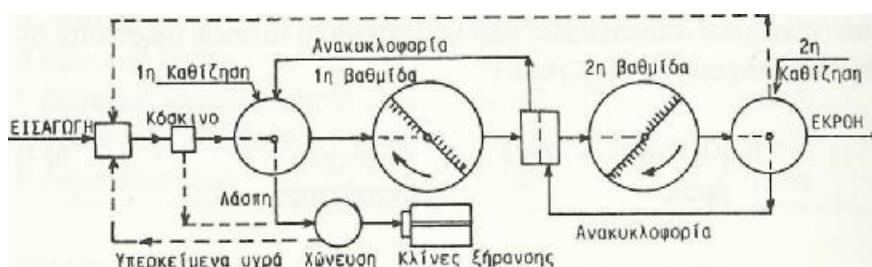 Ανακυκλοφορία
2η
Καθίζηση
1η Καθίζηση
1η βαθμίδα
2η βαθμίδα
ΕΙΣΑΓΩΓΗ
Κόσκινο
ΕΚΡΟΗ
Λάσπη
Ανακυκλοφορία
Υπερκείμενα υγρά
Χώνευση
Κλίνες ξήρανσης